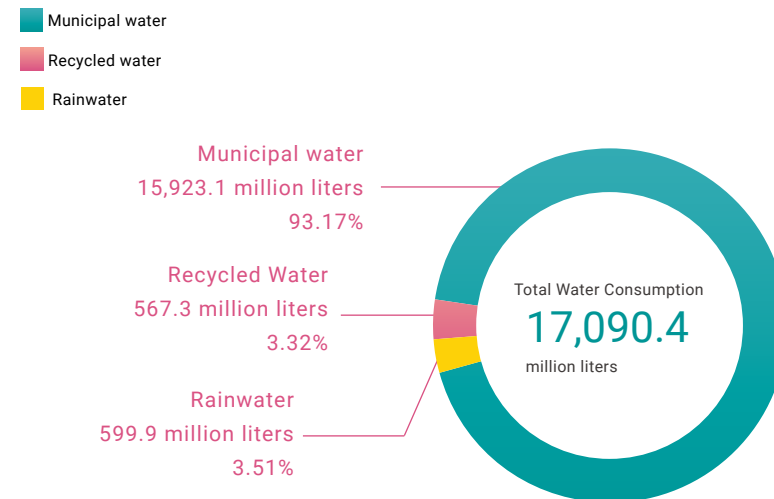 Municipal water
Recycled water
Rainwater
Municipal water
15,923.1 million liters
93.17%
Recycled Water
567.3 million liters
3.32%
Rainwater
599.9 million liters
3.51%
Total Water Consumption
17,090.4
million liters